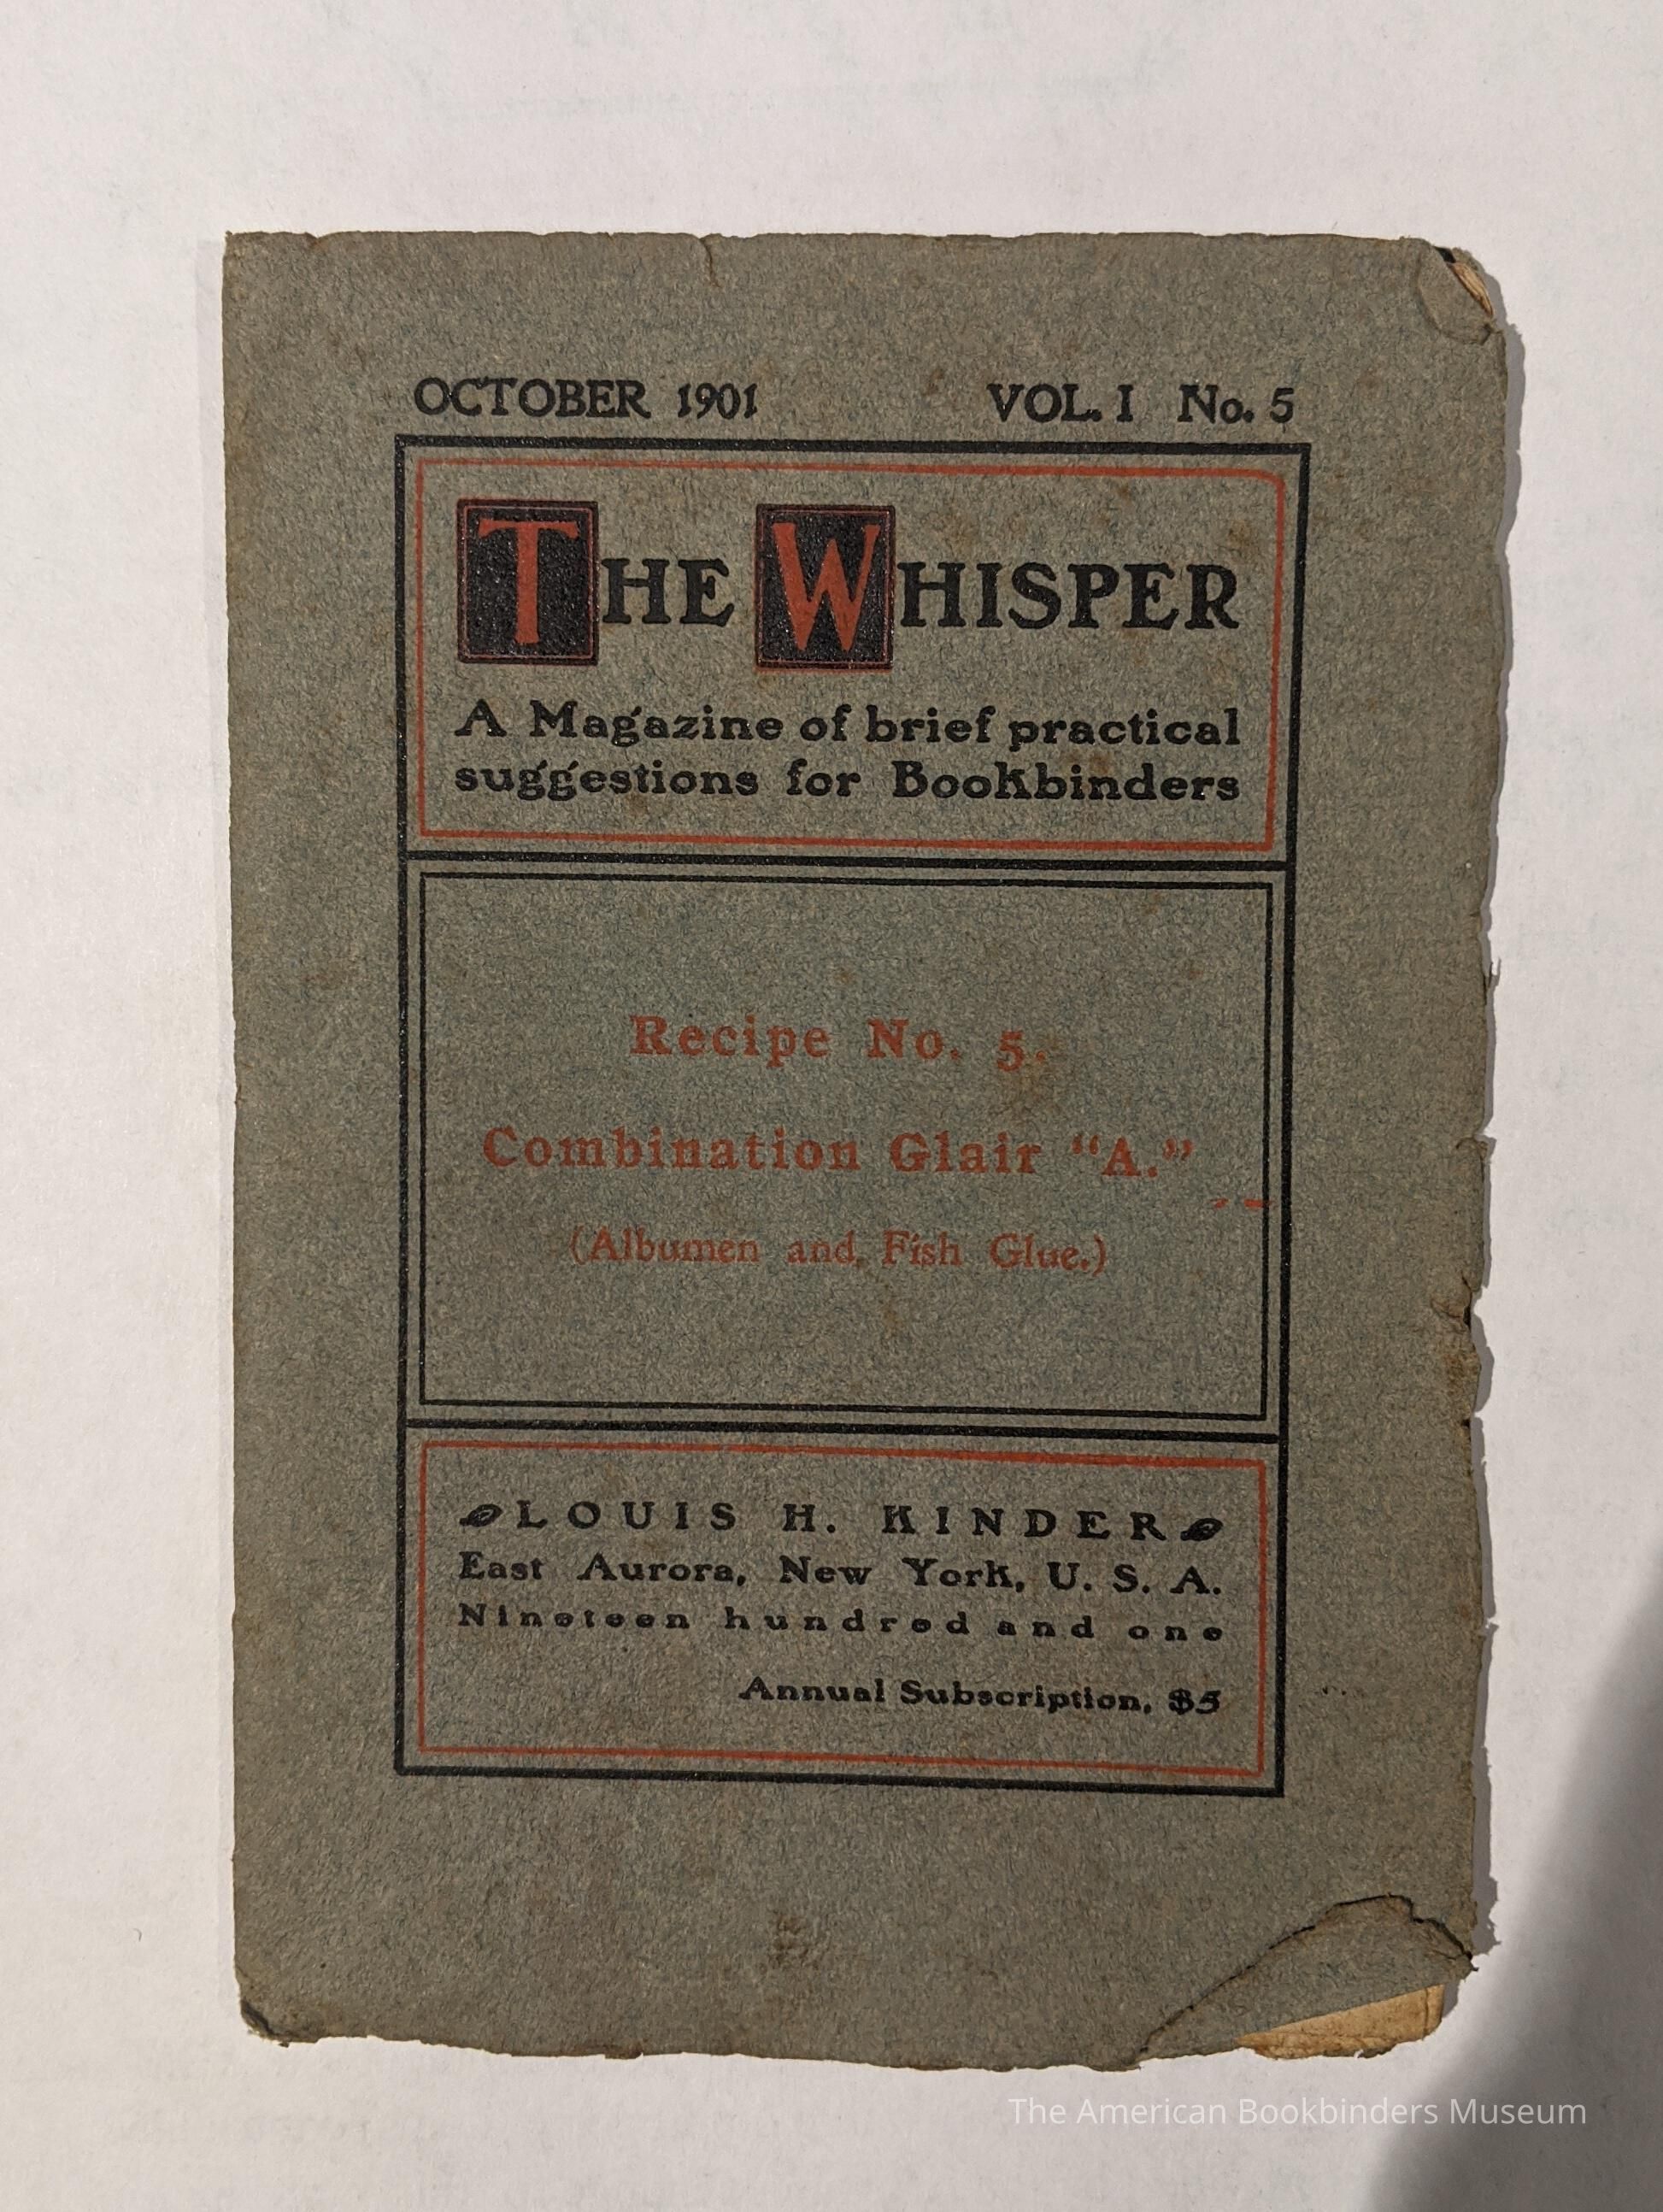 OCTOBER 1901 VOL. I No. 5
THE WHISPER
A Magazine of brief practical
suggestions for Bookbinders
Recipe No. 5.
Combination Glair "A."
(Albumen and Fish Glue.)
LOUIS H. KINDER
East Aurora, New York, U. S. A.
Nineteen hundred and one
Annual Subscription, $5
The American Bookbinders Museum